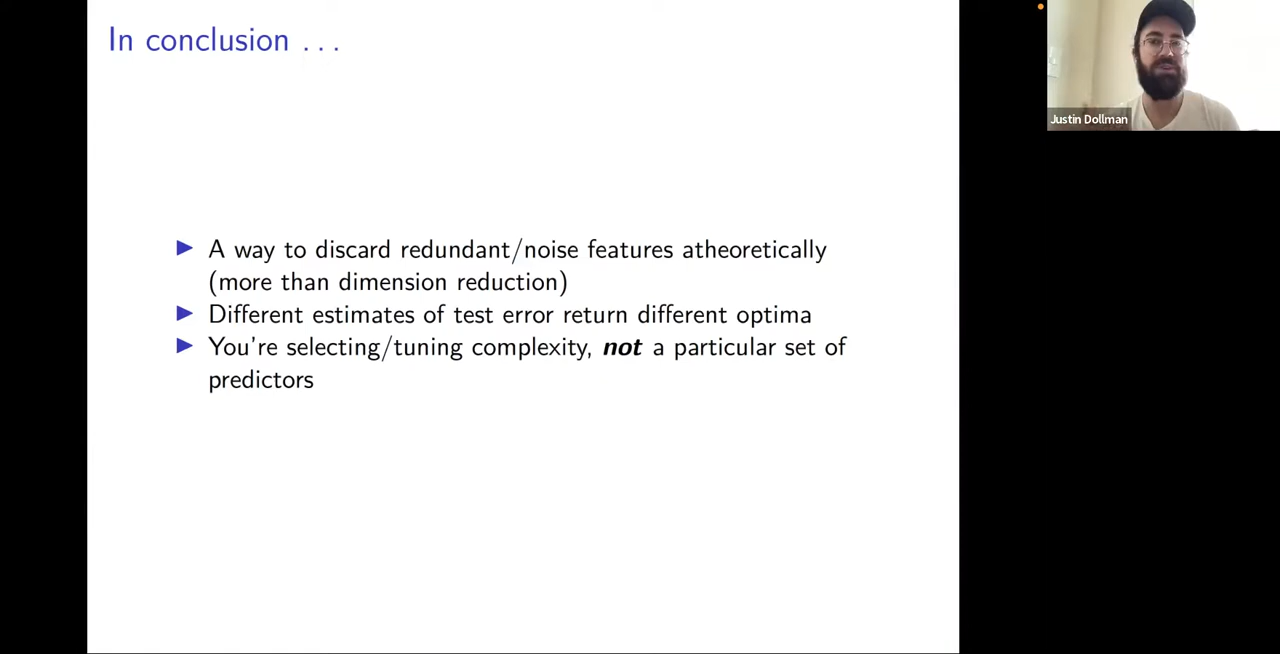 In conclusion . . .
Justin Dollman
▶ A way to discard redundant/noise features atheoretically
(more than dimension reduction)
▶ Different estimates of test error return different optima
▶ You're selecting/tuning complexity, not a particular set of
predictors